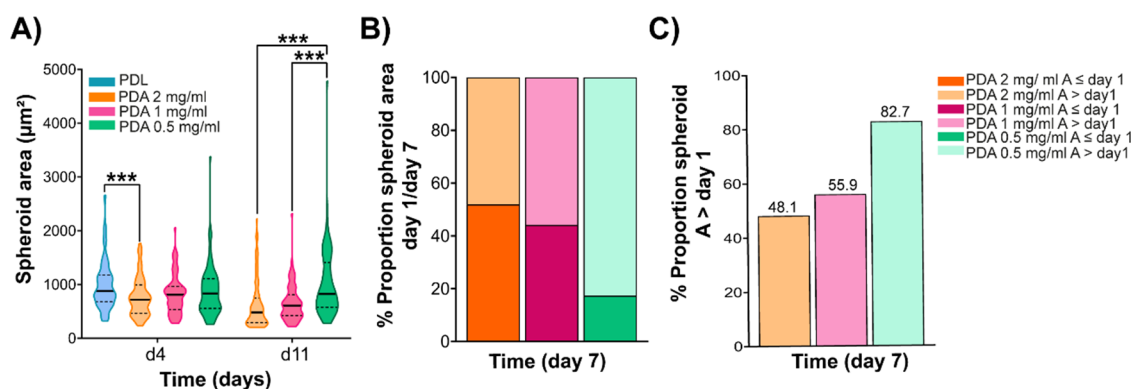 A)
***
***
5000
4000
3000
2000
1000
0
Spheroid area (µm²)
PDL
PDA 2 mg/ml
PDA 1 mg/ml
PDA 0.5 mg/ml
***
d4
d11
Time (days)
B)
% Proportion spheroid area
day 1/day 7
100
80
60
40
20
0
Time (day 7)
C)
% Proportion spheroid
A > day 1
100
80
60
40
20
0
48.1
55.9
82.7
Time (day 7)
PDA 2 mg/ ml A ≤ day 1
PDA 2 mg/ml A > day1
PDA 1 mg/ml A ≤ day 1
PDA 1 mg/ml A > day1
PDA 0.5 mg/ml A ≤ day 1
PDA 0.5 mg/ml A > day1